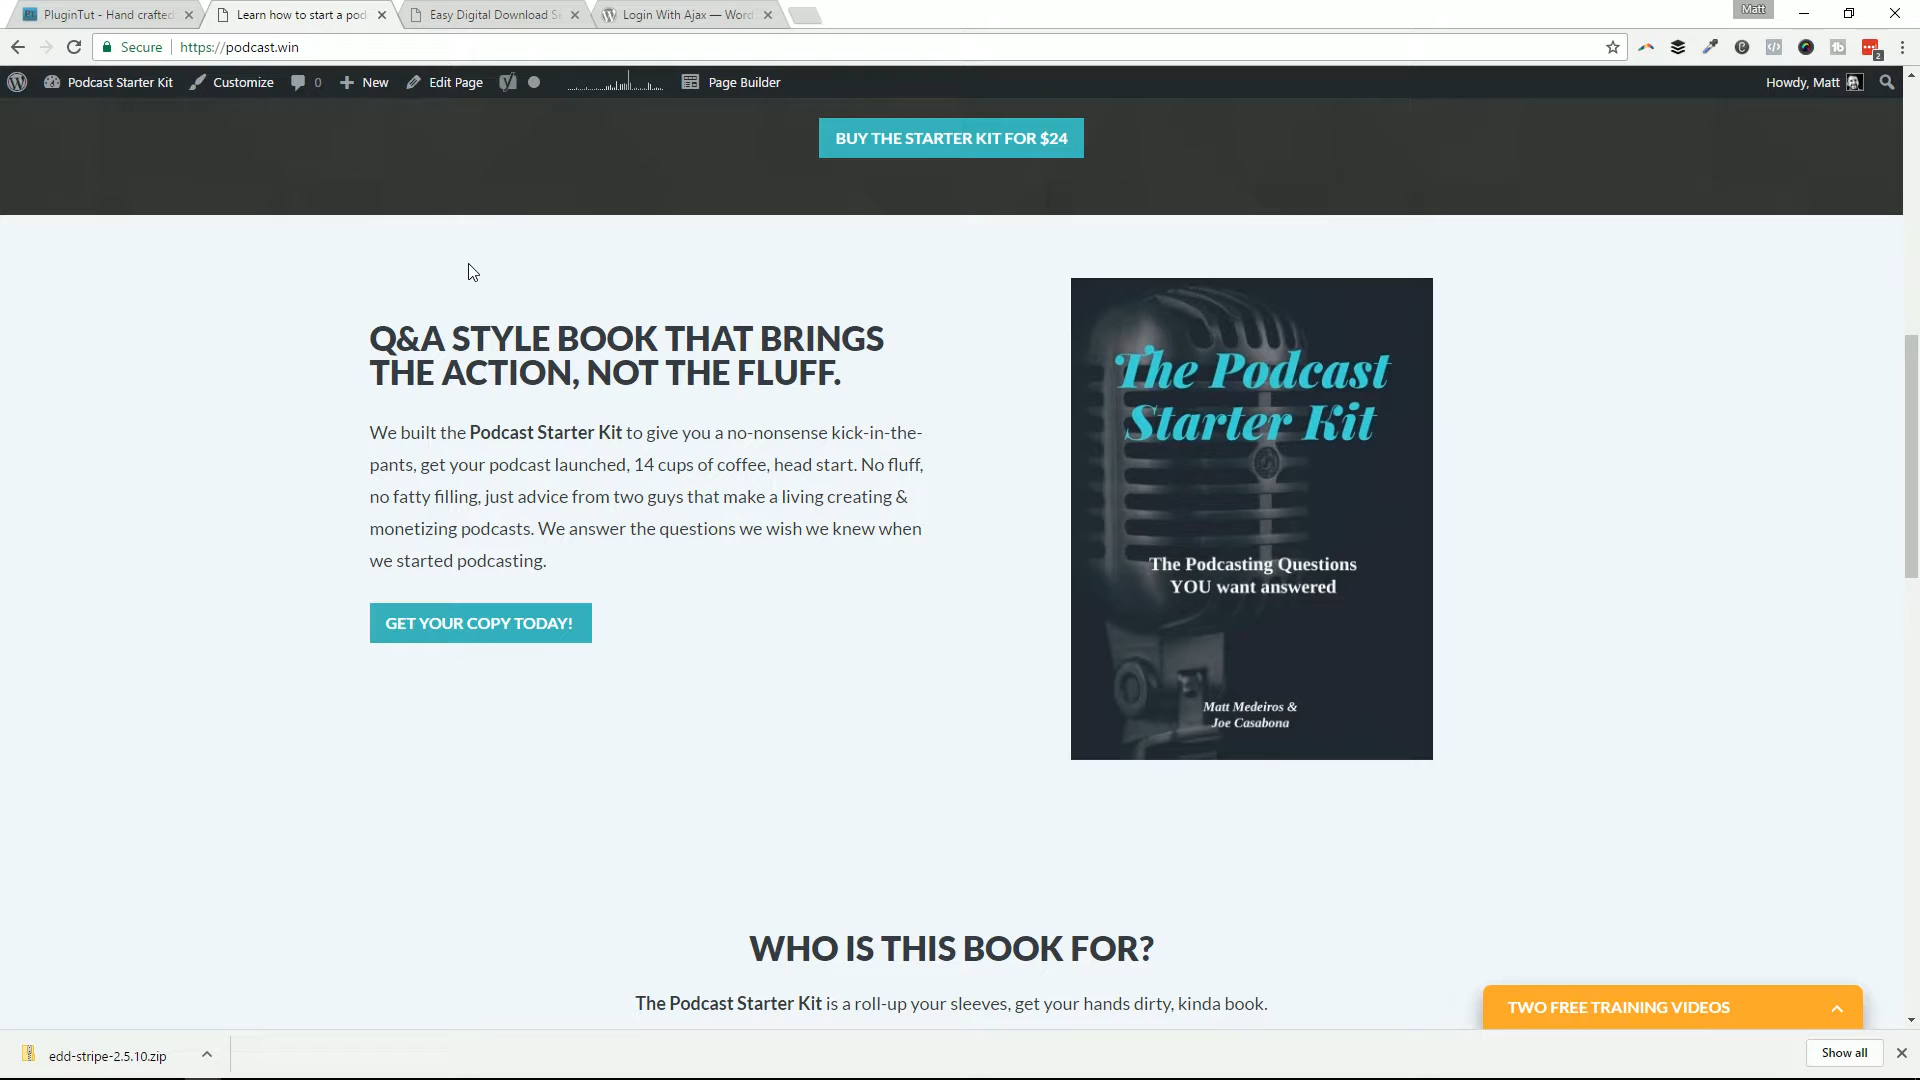 PluginTut - Hand crafted
Learn how to start a pod
Easy Digital Download S
Login With Ajax — Word
Matt
Secure
https://podcast.win
2
Podcast Starter Kit
Customize
0
New
Edit Page
Page Builder
Howdy, Matt
BUY THE STARTER KIT FOR $24
Q&A STYLE BOOK THAT BRINGS
THE ACTION, NOT THE FLUFF.
We built the Podcast Starter Kit to give you a no-nonsense kick-in-the-
pants, get your podcast launched, 14 cups of coffee, head start. No fluff,
no fatty filling, just advice from two guys that make a living creating &
monetizing podcasts. We answer the questions we wish we knew when
we started podcasting.
GET YOUR COPY TODAY!
The Podcast
Starter Kit
The Podcasting Questions
YOU want answered
Matt Medeiros &
Joe Casabona
WHO IS THIS BOOK FOR?
The Podcast Starter Kit is a roll-up your sleeves, get your hands dirty, kinda book.
TWO FREE TRAINING VIDEOS
edd-stripe-2.5.10.zip
Show all